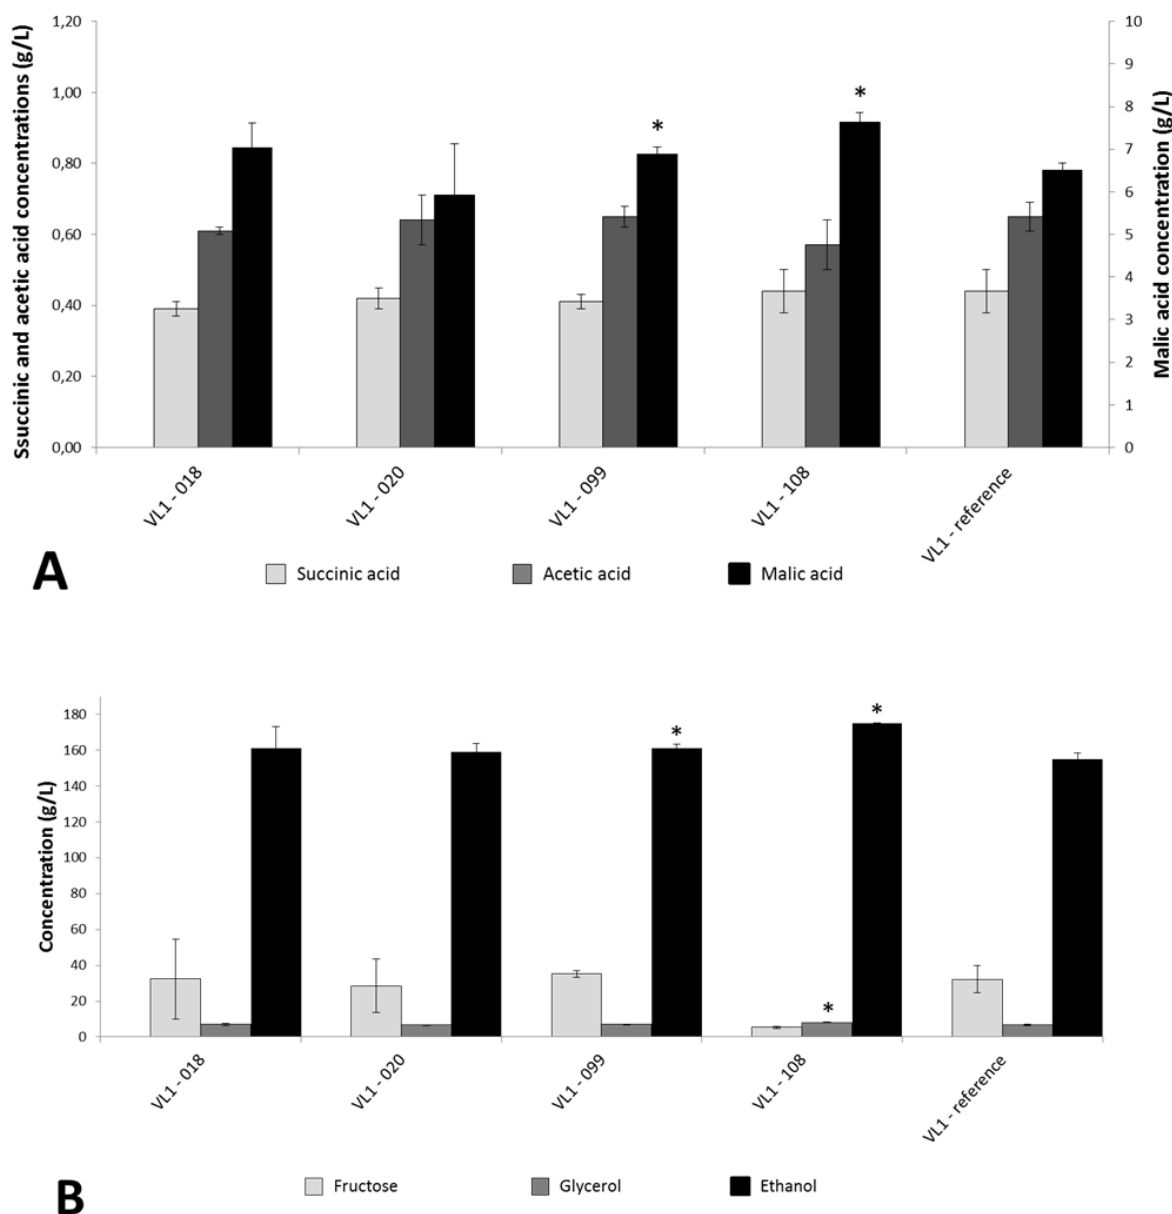 Ssuccinic and acetic acid concentrations (g/L)
1,20
1,00
0,80
0,60
0,40
0,20
0,00
*
*
10
9
8
7
6
5
4
3
2
1
0
Malic acid concentration (g/L)
VL1 - 018
VL1 - 020
VL1 - 099
VL1 - 108
VL1 - reference
A
Succinic acid
Acetic acid
Malic acid
Concentration (g/L)
180
160
140
120
100
80
60
40
20
0
*
*
*
VL1 - 018
VL1 - 020
VL1 - 099
VL1 - 108
VL1 - reference
B
Fructose
Glycerol
Ethanol